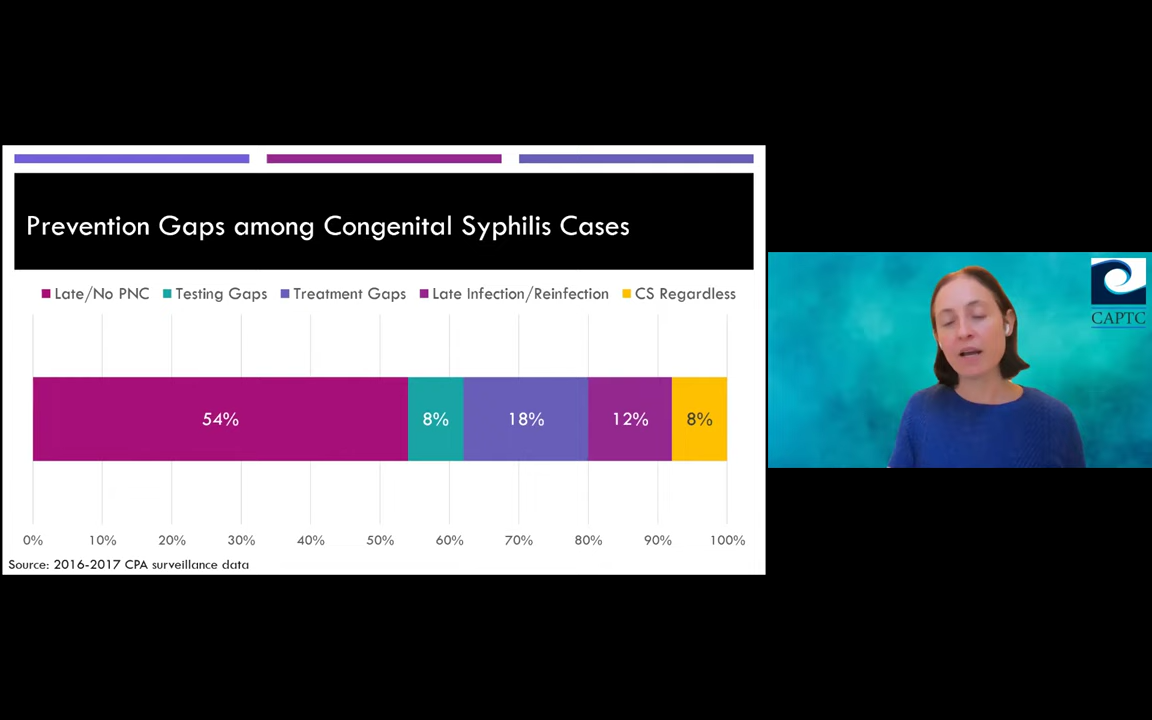 Prevention Gaps among Congenital Syphilis Cases
Late/No PNC Testing Gaps Treatment Gaps Late Infection/Reinfection CS Regardless
54% 8% 18% 12% 8%
0% 10% 20% 30% 40% 50% 60% 70% 80% 90% 100%
Source: 2016-2017 CPA surveillance data
CAPTC